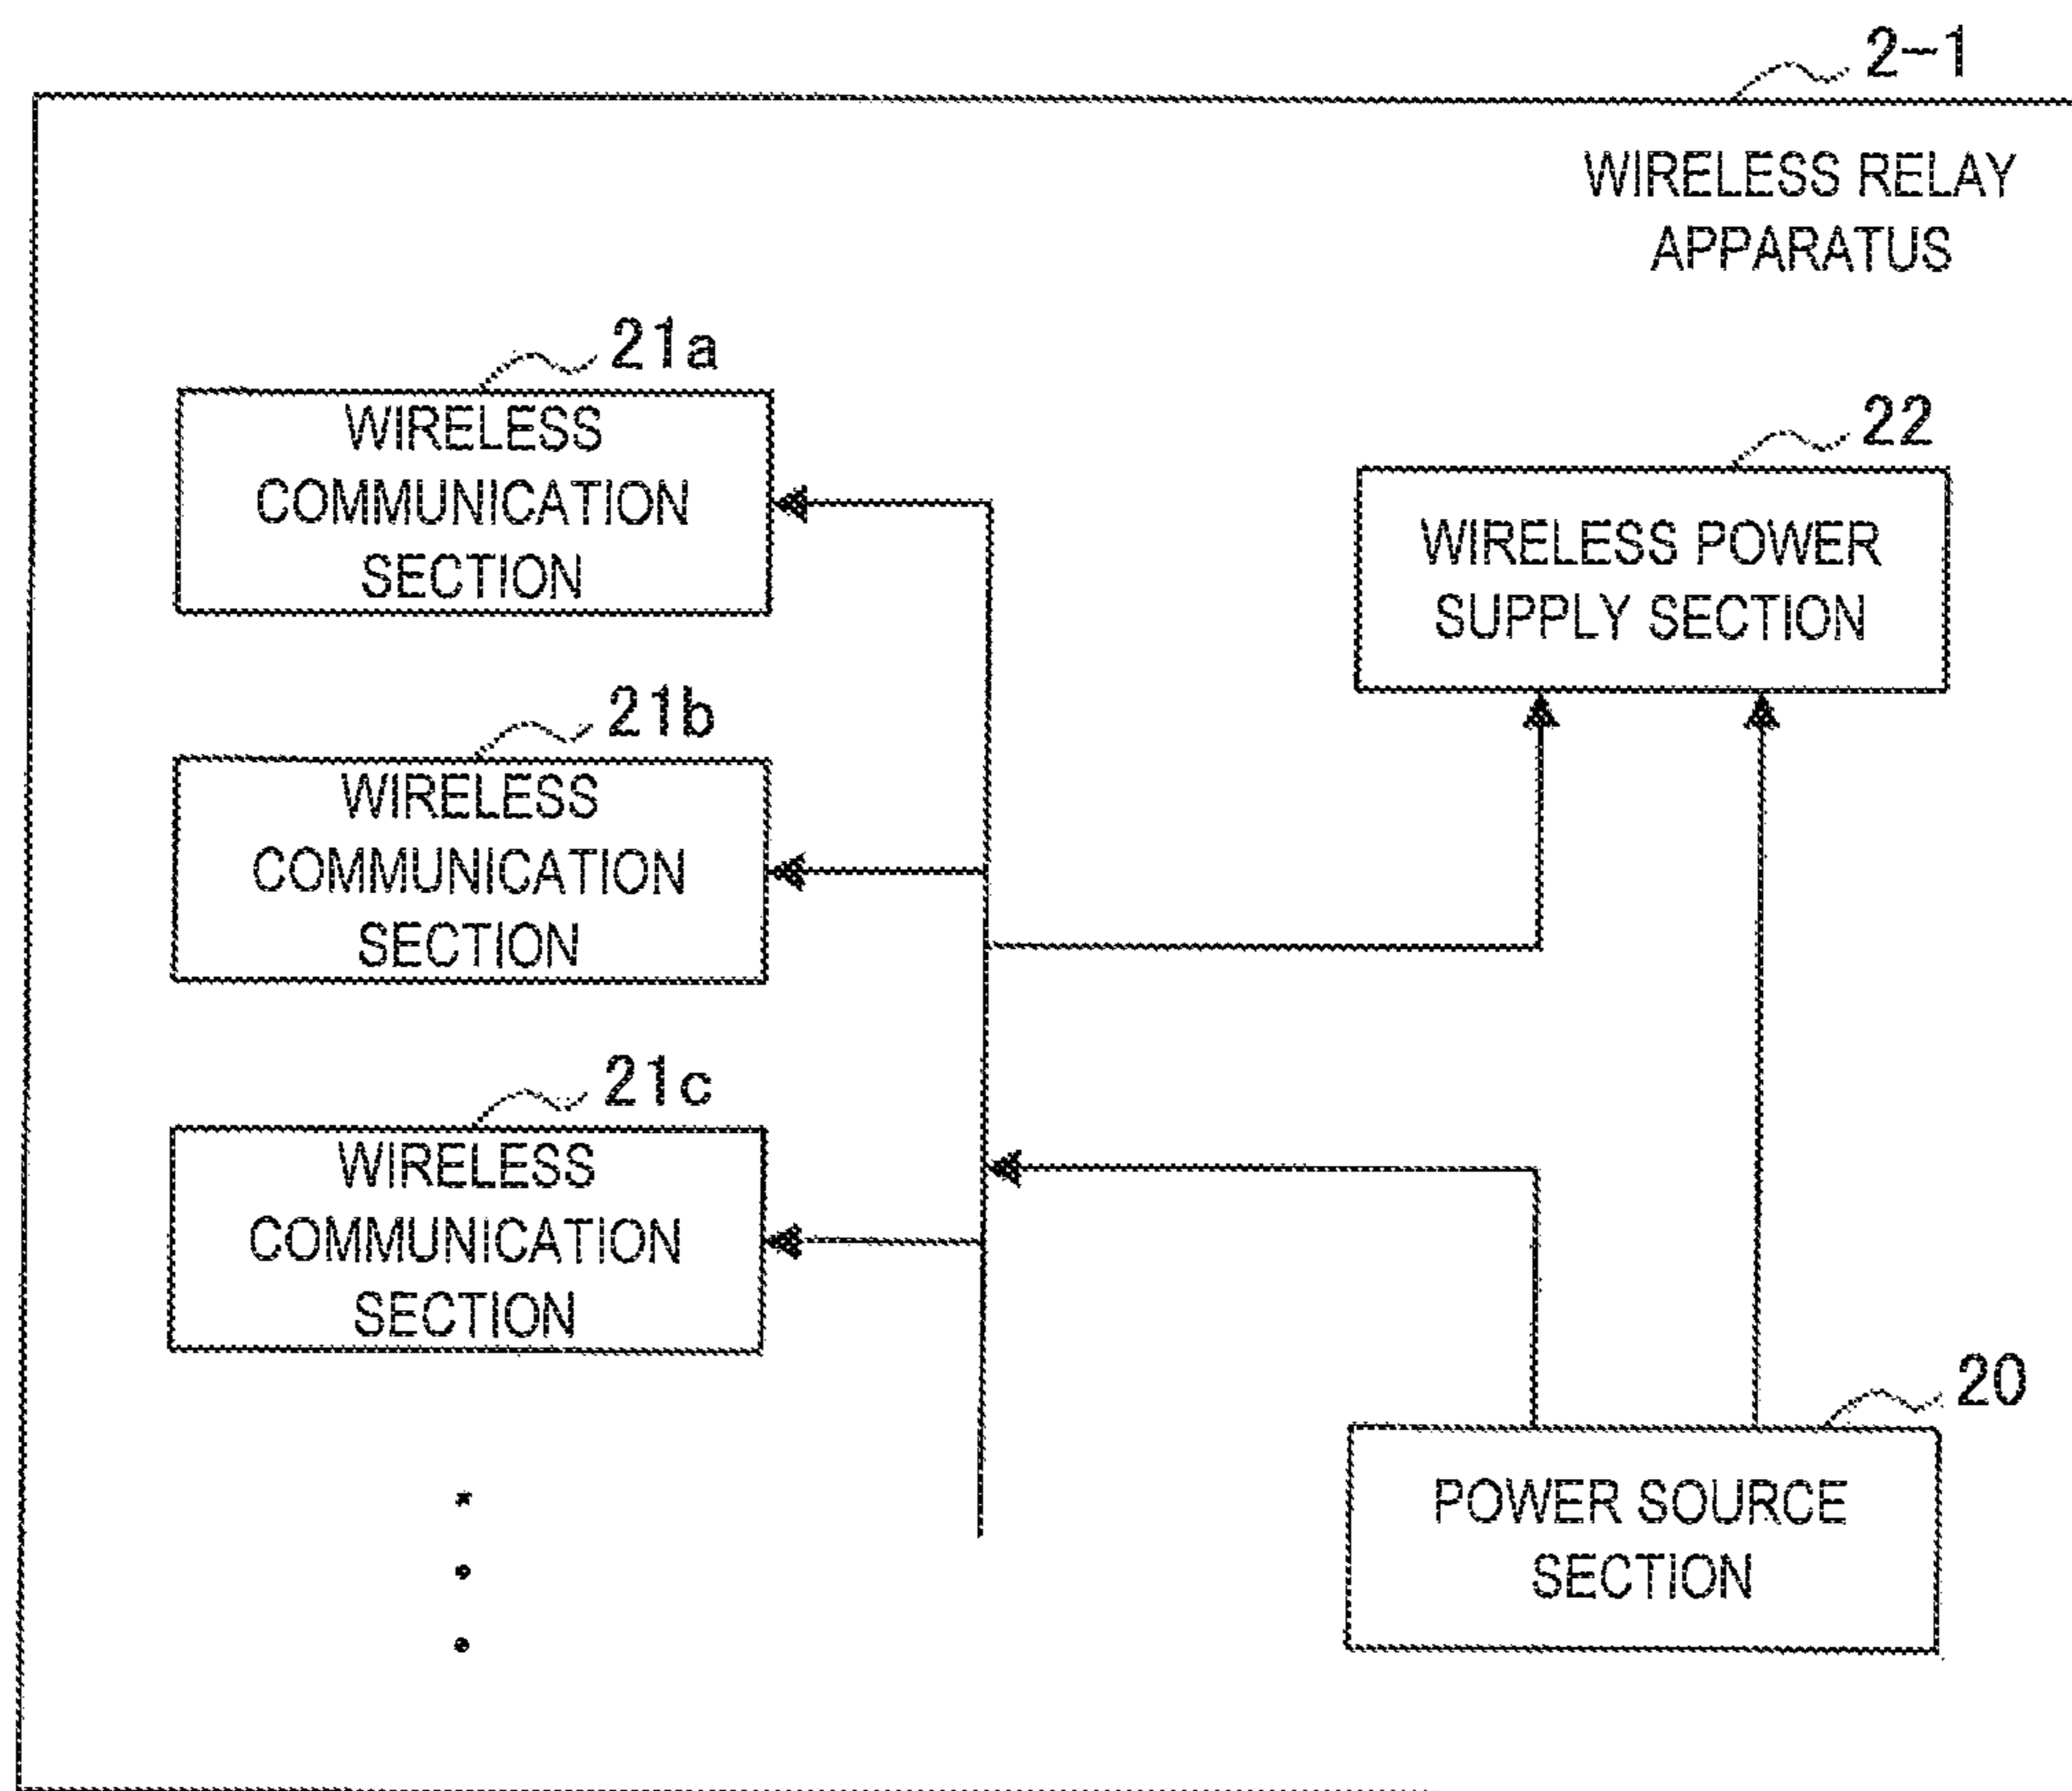 2-1
WIRELESS RELAY
APPARATUS
21a
WIRELESS
COMMUNICATION
SECTION
22
WIRELESS POWER
SUPPLY SECTION
21b
WIRELESS
COMMUNICATION
SECTION
21c
WIRELESS
COMMUNICATION
SECTION
20
POWER SOURCE
SECTION